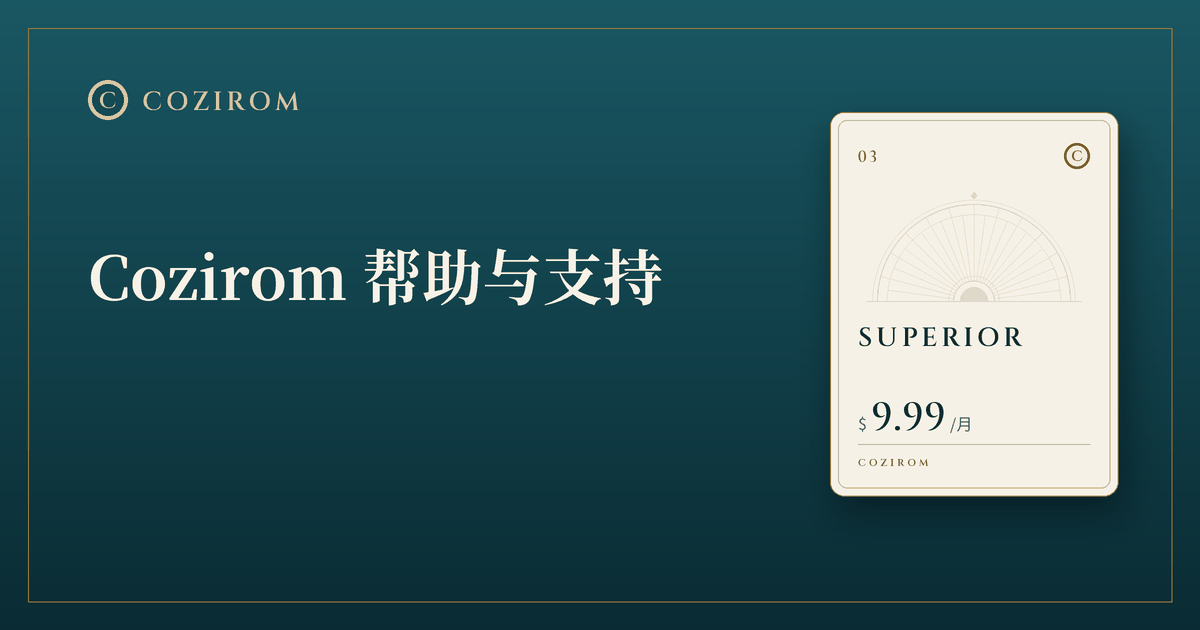 C COZIROM
Cozirom 帮助与支持
03 C
SUPERIOR
$ 9.99 /月
COZIROM